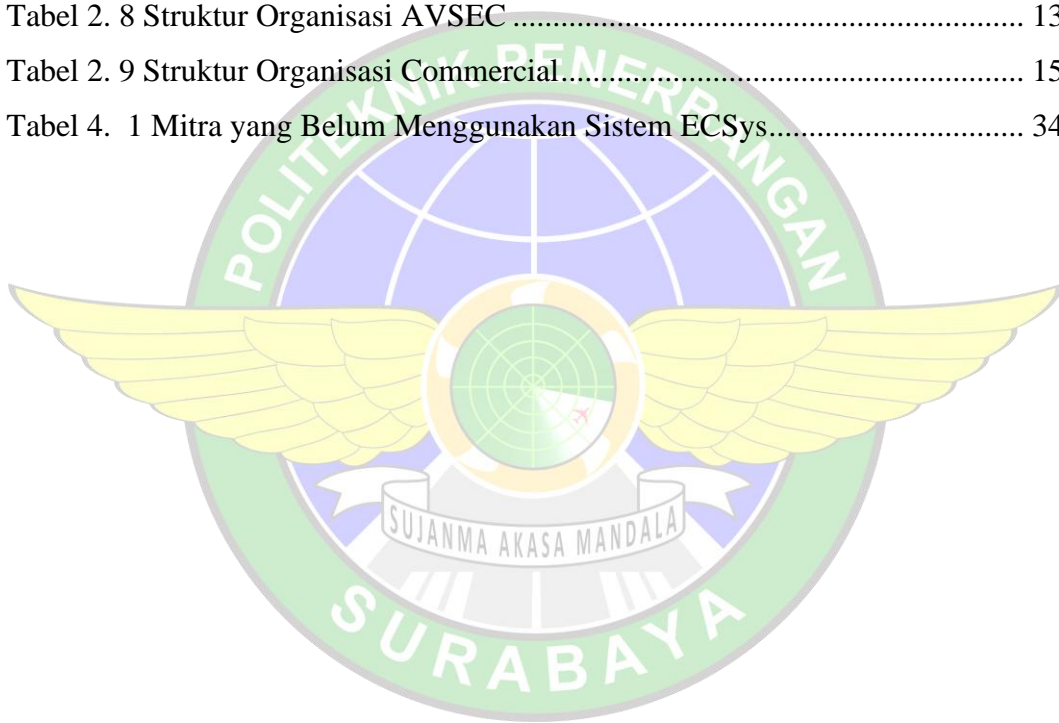 Tabel 2. 8 Struktur Organisasi AVSEC ........................................................................... 13
Tabel 2. 9 Struktur Organisasi Commercial.................................................................... 15
Tabel 4.  1 Mitra yang Belum Menggunakan Sistem ECSys..................................... 34
POLITEKNIK PENERBANGAN
SUJANMA AKASA MANDALA
SURABAYA